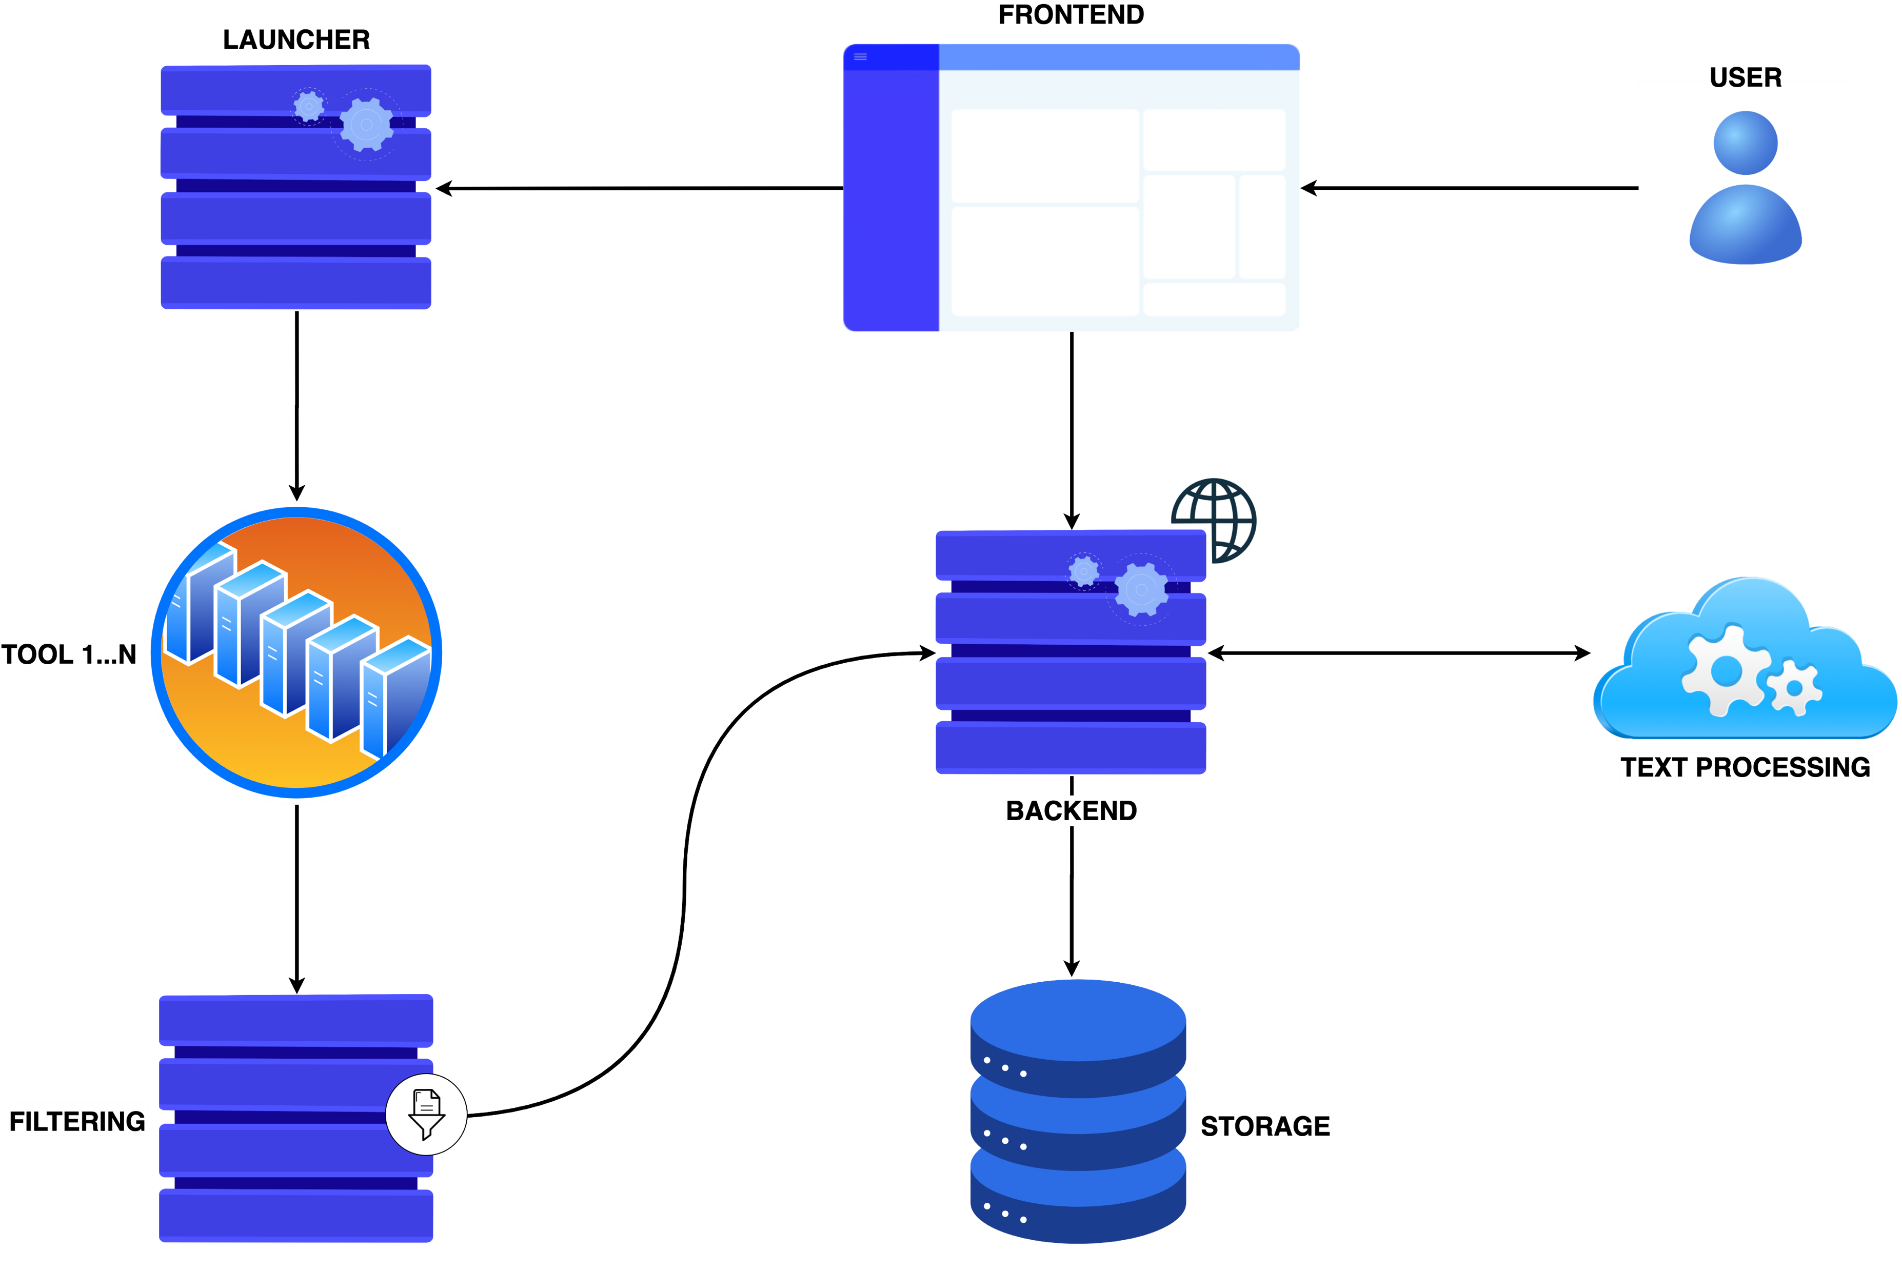 FRONTEND
LAUNCHER
USER
TOOL 1...N
TEXT PROCESSING
BACKEND
FILTERING
STORAGE